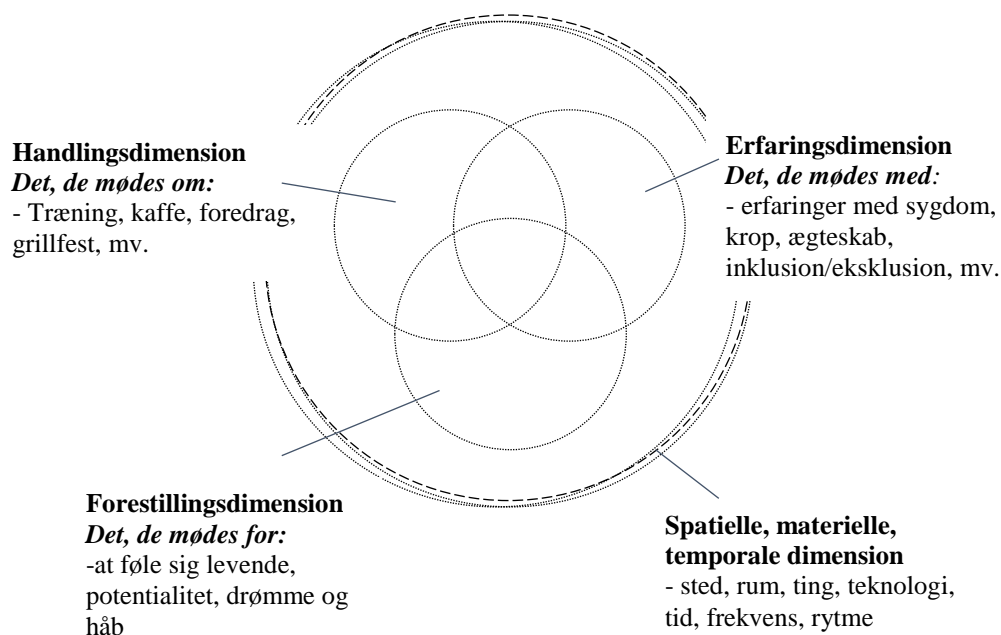 Handlingsdimension
Det, de mødes om:
- Træning, kaffe, foredrag,
grillfest, mv.
Erfaringsdimension
Det, de mødes med:
- erfaringer med sygdom,
krop, ægteskab,
inklusion/eksklusion, mv.
Forestillingsdimension
Det, de mødes for:
-at føle sig levende,
potentialitet, drømme og
håb
Spatielle, materielle,
temporale dimension
- sted, rum, ting, teknologi,
tid, frekvens, rytme